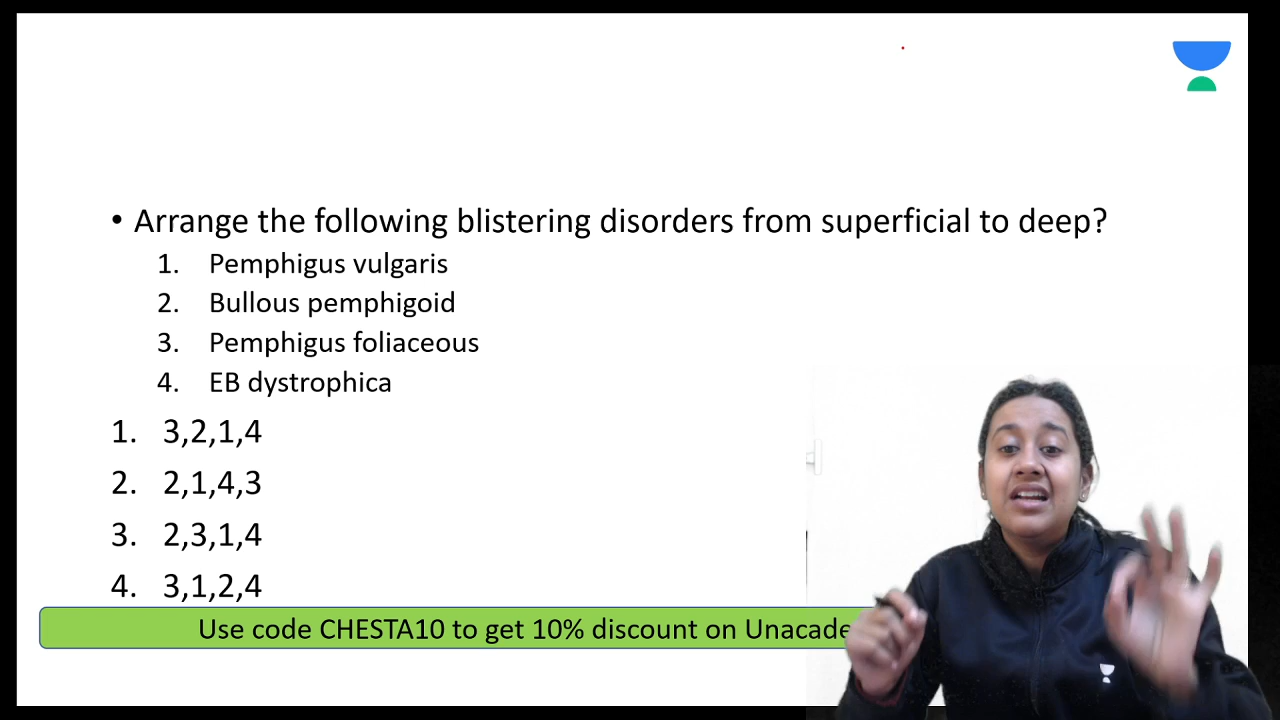 • Arrange the following blistering disorders from superficial to deep?
1. Pemphigus vulgaris
2. Bullous pemphigoid
3. Pemphigus foliaceous
4. EB dystrophica
1. 3,2,1,4
2. 2,1,4,3
3. 2,3,1,4
4. 3,1,2,4
Use code CHESTA10 to get 10% discount on Unacade